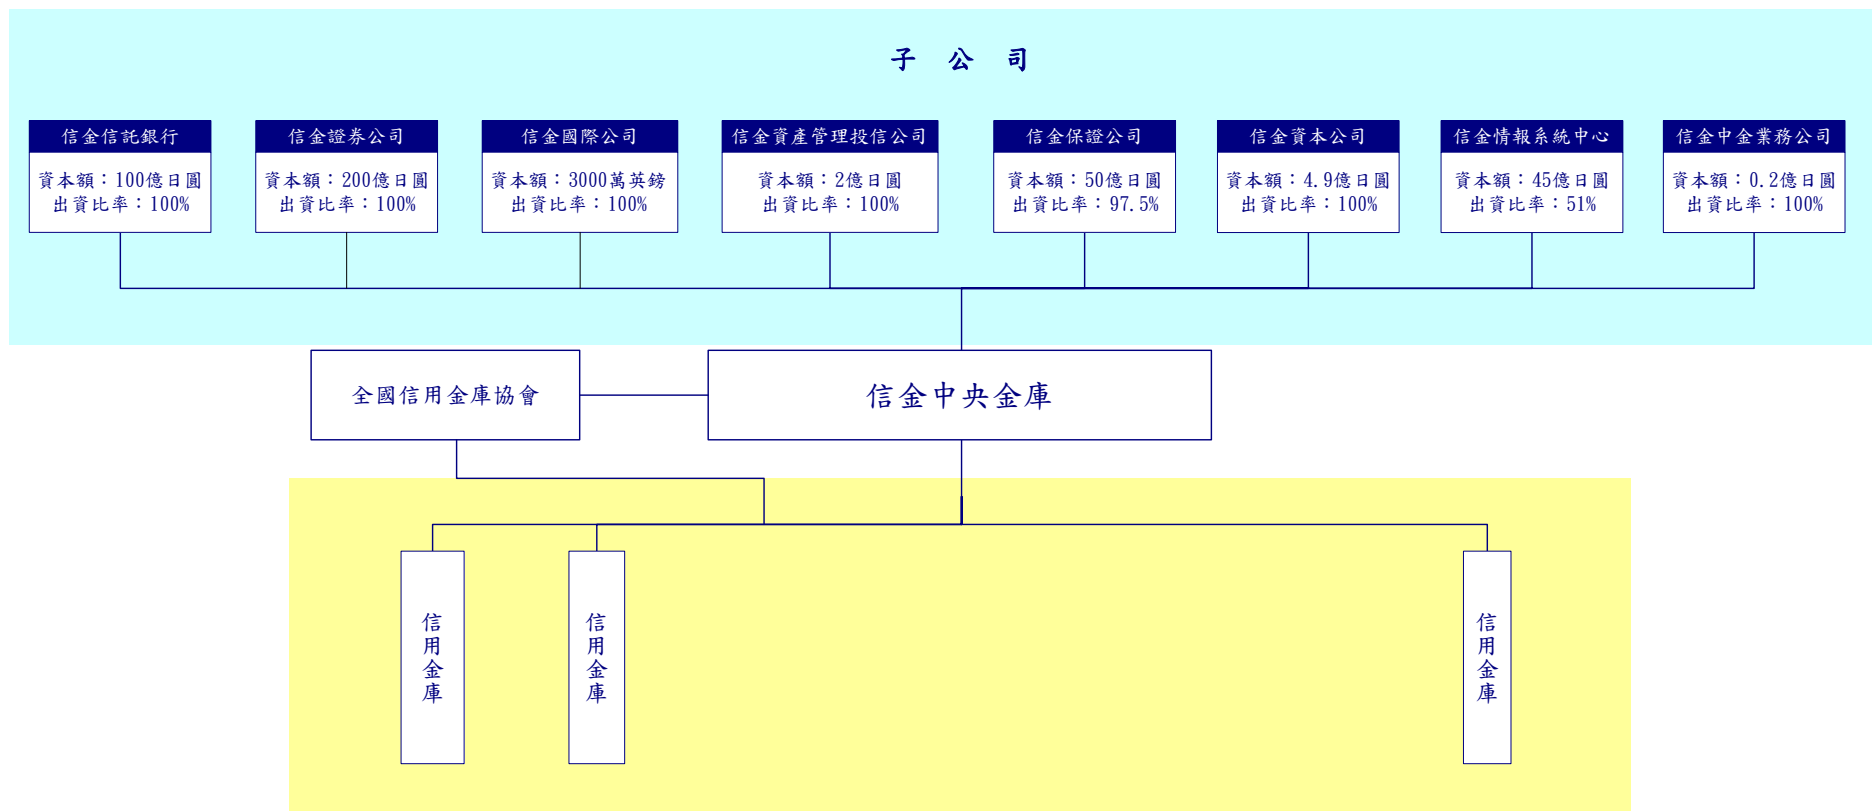 子 公 司
信金信託銀行
資本額：100億日圓
出資比率：100%
信金證券公司
資本額：200億日圓
出資比率：100%
信金國際公司
資本額：3000萬英鎊
出資比率：100%
信金資產管理投信公司
資本額：2億日圓
出資比率：100%
信金保證公司
資本額：50億日圓
出資比率：97.5%
信金資本公司
資本額：4.9億日圓
出資比率：100%
信金情報系統中心
資本額：45億日圓
出資比率：51%
信金中金業務公司
資本額：0.2億日圓
出資比率：100%
全國信用金庫協會
信金中央金庫
信用金庫
信用金庫
信用金庫